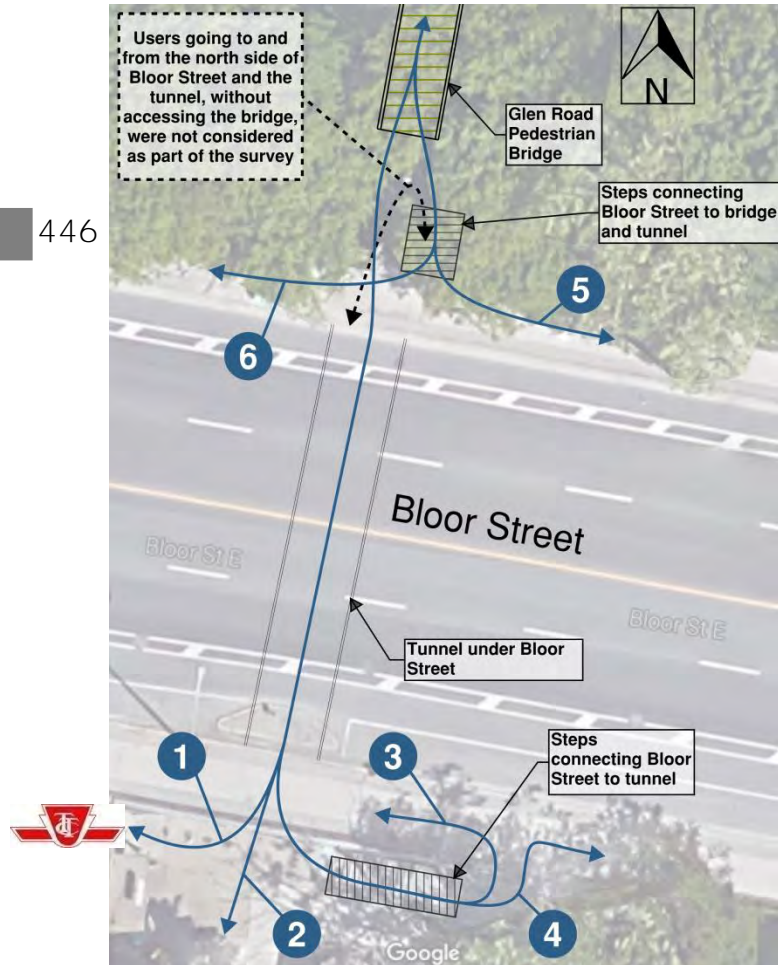 Users going to and
from the north side of
Bloor Street and the
tunnel, without
accessing the bridge,
were not considered
as part of the survey
N
Glen Road
Pedestrian
Bridge
Steps connecting
Bloor Street to bridge
and tunnel
446
5
6
Bloor Street
Bloor St E
Bloor St E
Tunnel under Bloor
Street
1
3
Steps
connecting Bloor
Street to tunnel
TTC
2
4
Google